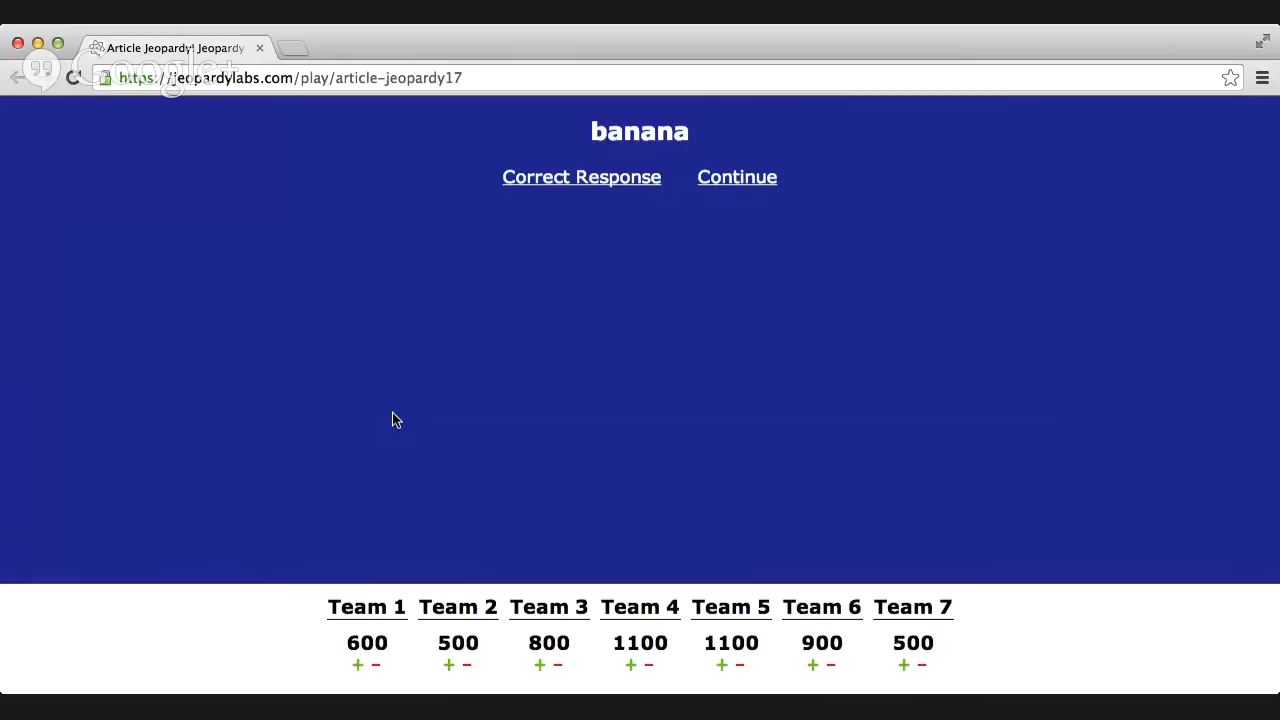 Article Jeopardy! Jeopardy
Google+
https://jeopardylabs.com/play/article-jeopardy17
banana
Correct Response Continue
Team 1 Team 2 Team 3 Team 4 Team 5 Team 6 Team 7
600 500 800 1100 1100 900 500
+ - + - + - + - + - + - + -